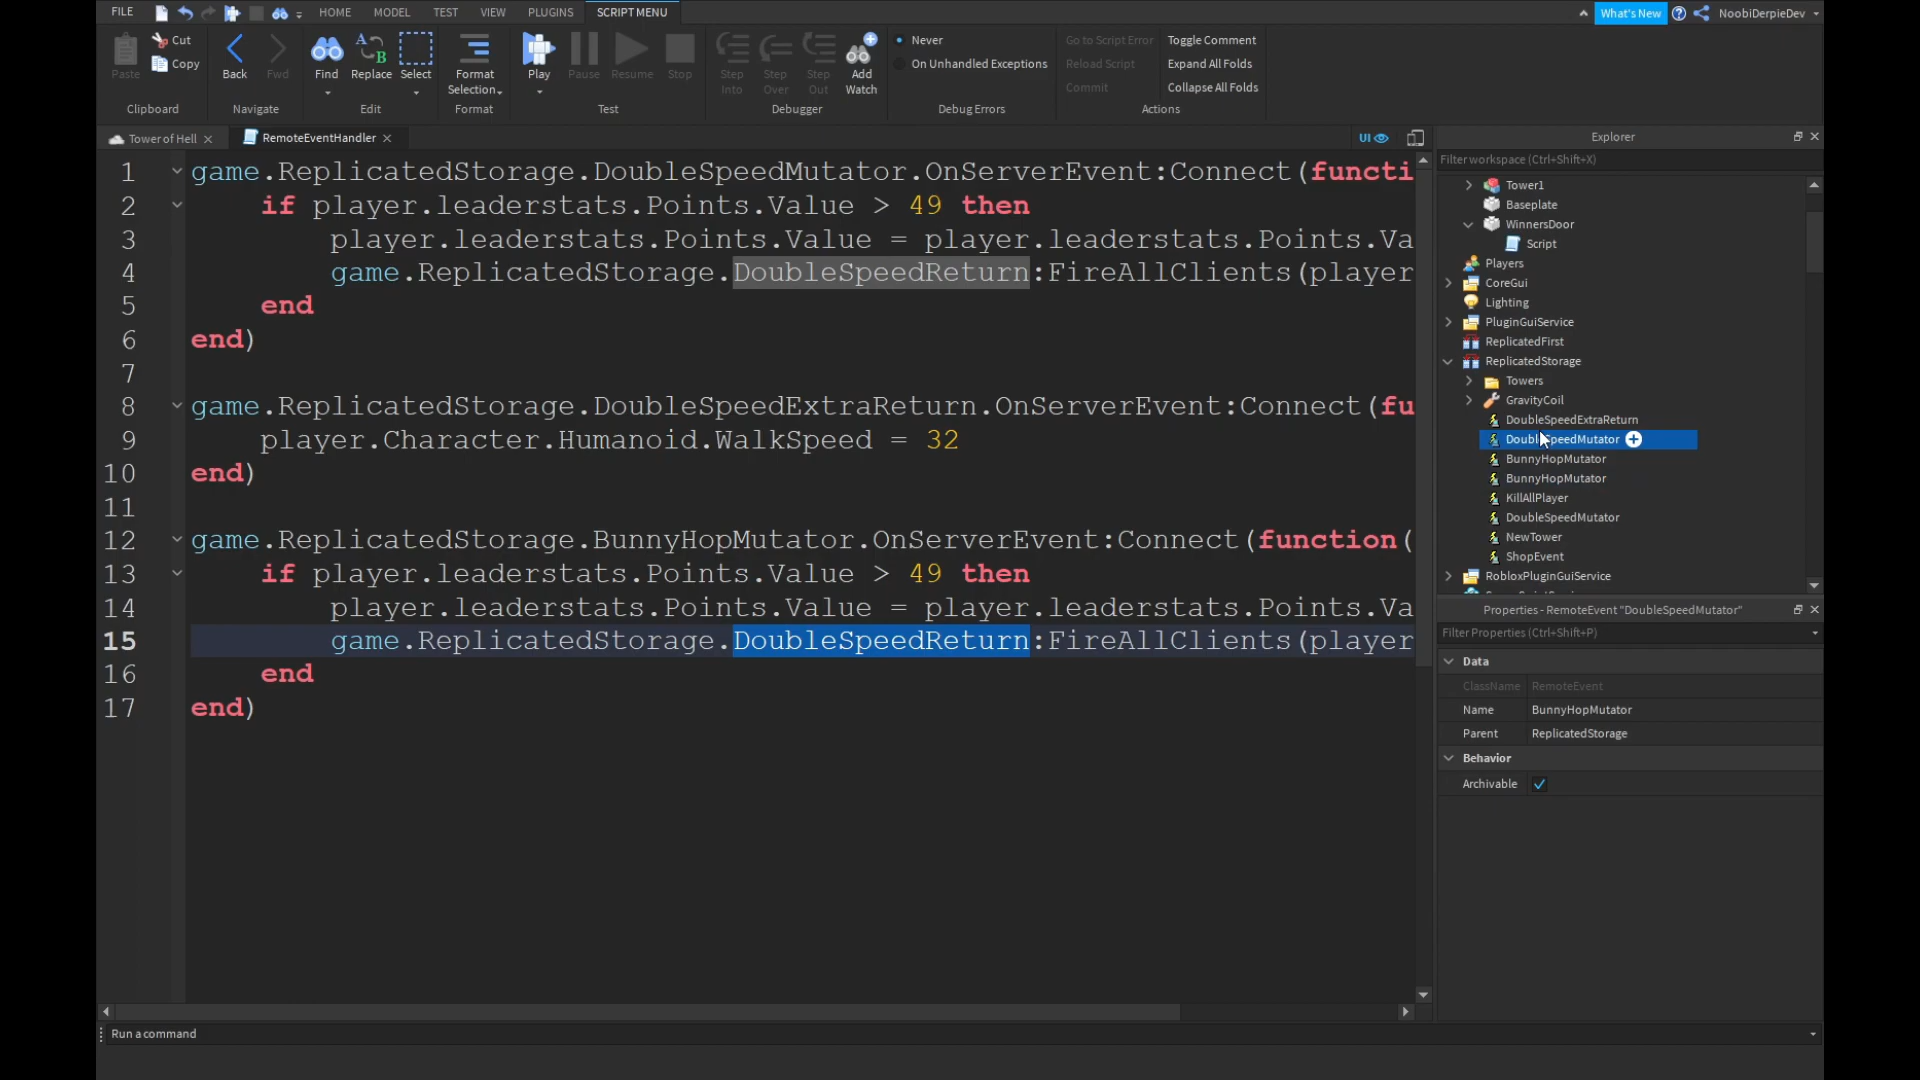 FILE HOME MODEL TEST VIEW PLUGINS SCRIPT MENU What's New NoobiDerpieDev
Cut
Copy
Paste
Clipboard
Back Fwd
Navigate
Find Replace Select
Edit
Format
Selection
Format
Play Pause Resume Stop
Test
Step
Into
Step
Over
Step
Out
Add
Watch
Debugger
Never
On Unhandled Exceptions
Debug Errors
Go to Script Error
Reload Script
Commit
Toggle Comment
Expand All Folds
Collapse All Folds
Actions
Tower of Hell RemoteEventHandler UI
1 game.ReplicatedStorage.DoubleSpeedMutator.OnServerEvent:Connect(functi
2 if player.leaderstats.Points.Value > 49 then
3 player.leaderstats.Points.Value = player.leaderstats.Points.Va
4 game.ReplicatedStorage.DoubleSpeedReturn:FireAllClients(player
5 end
6 end)
7
8 game.ReplicatedStorage.DoubleSpeedExtraReturn.OnServerEvent:Connect(fu
9 player.Character.Humanoid.WalkSpeed = 32
10 end)
11
12 game.ReplicatedStorage.BunnyHopMutator.OnServerEvent:Connect(function(
13 if player.leaderstats.Points.Value > 49 then
14 player.leaderstats.Points.Value = player.leaderstats.Points.Va
15 game.ReplicatedStorage.DoubleSpeedReturn:FireAllClients(player
16 end
17 end)
Explorer
Filter workspace (Ctrl+Shift+X)
Tower1
Baseplate
WinnersDoor
Script
Players
CoreGui
Lighting
PluginGuiService
ReplicatedFirst
ReplicatedStorage
Towers
GravityCoil
DoubleSpeedExtraReturn
DoubleSpeedMutator
BunnyHopMutator
BunnyHopMutator
KillAllPlayer
DoubleSpeedMutator
NewTower
ShopEvent
RobloxPluginGuiService
Properties - RemoteEvent "DoubleSpeedMutator"
Filter Properties (Ctrl+Shift+P)
Data
ClassName RemoteEvent
Name BunnyHopMutator
Parent ReplicatedStorage
Behavior
Archivable
Run a command